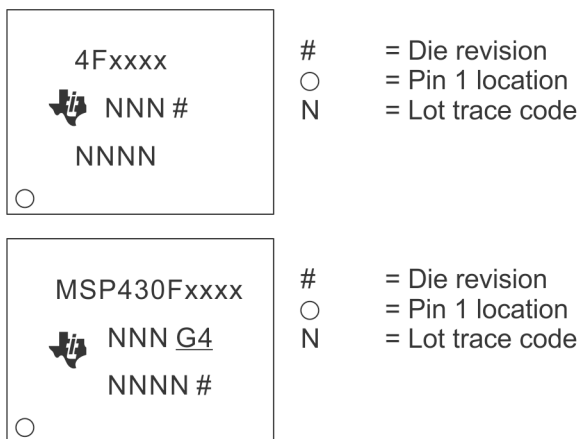 4Fxxxx
NNN #
NNNN
# = Die revision
○ = Pin 1 location
N = Lot trace code
MSP430Fxxxx
NNN G4
NNNN #
# = Die revision
○ = Pin 1 location
N = Lot trace code